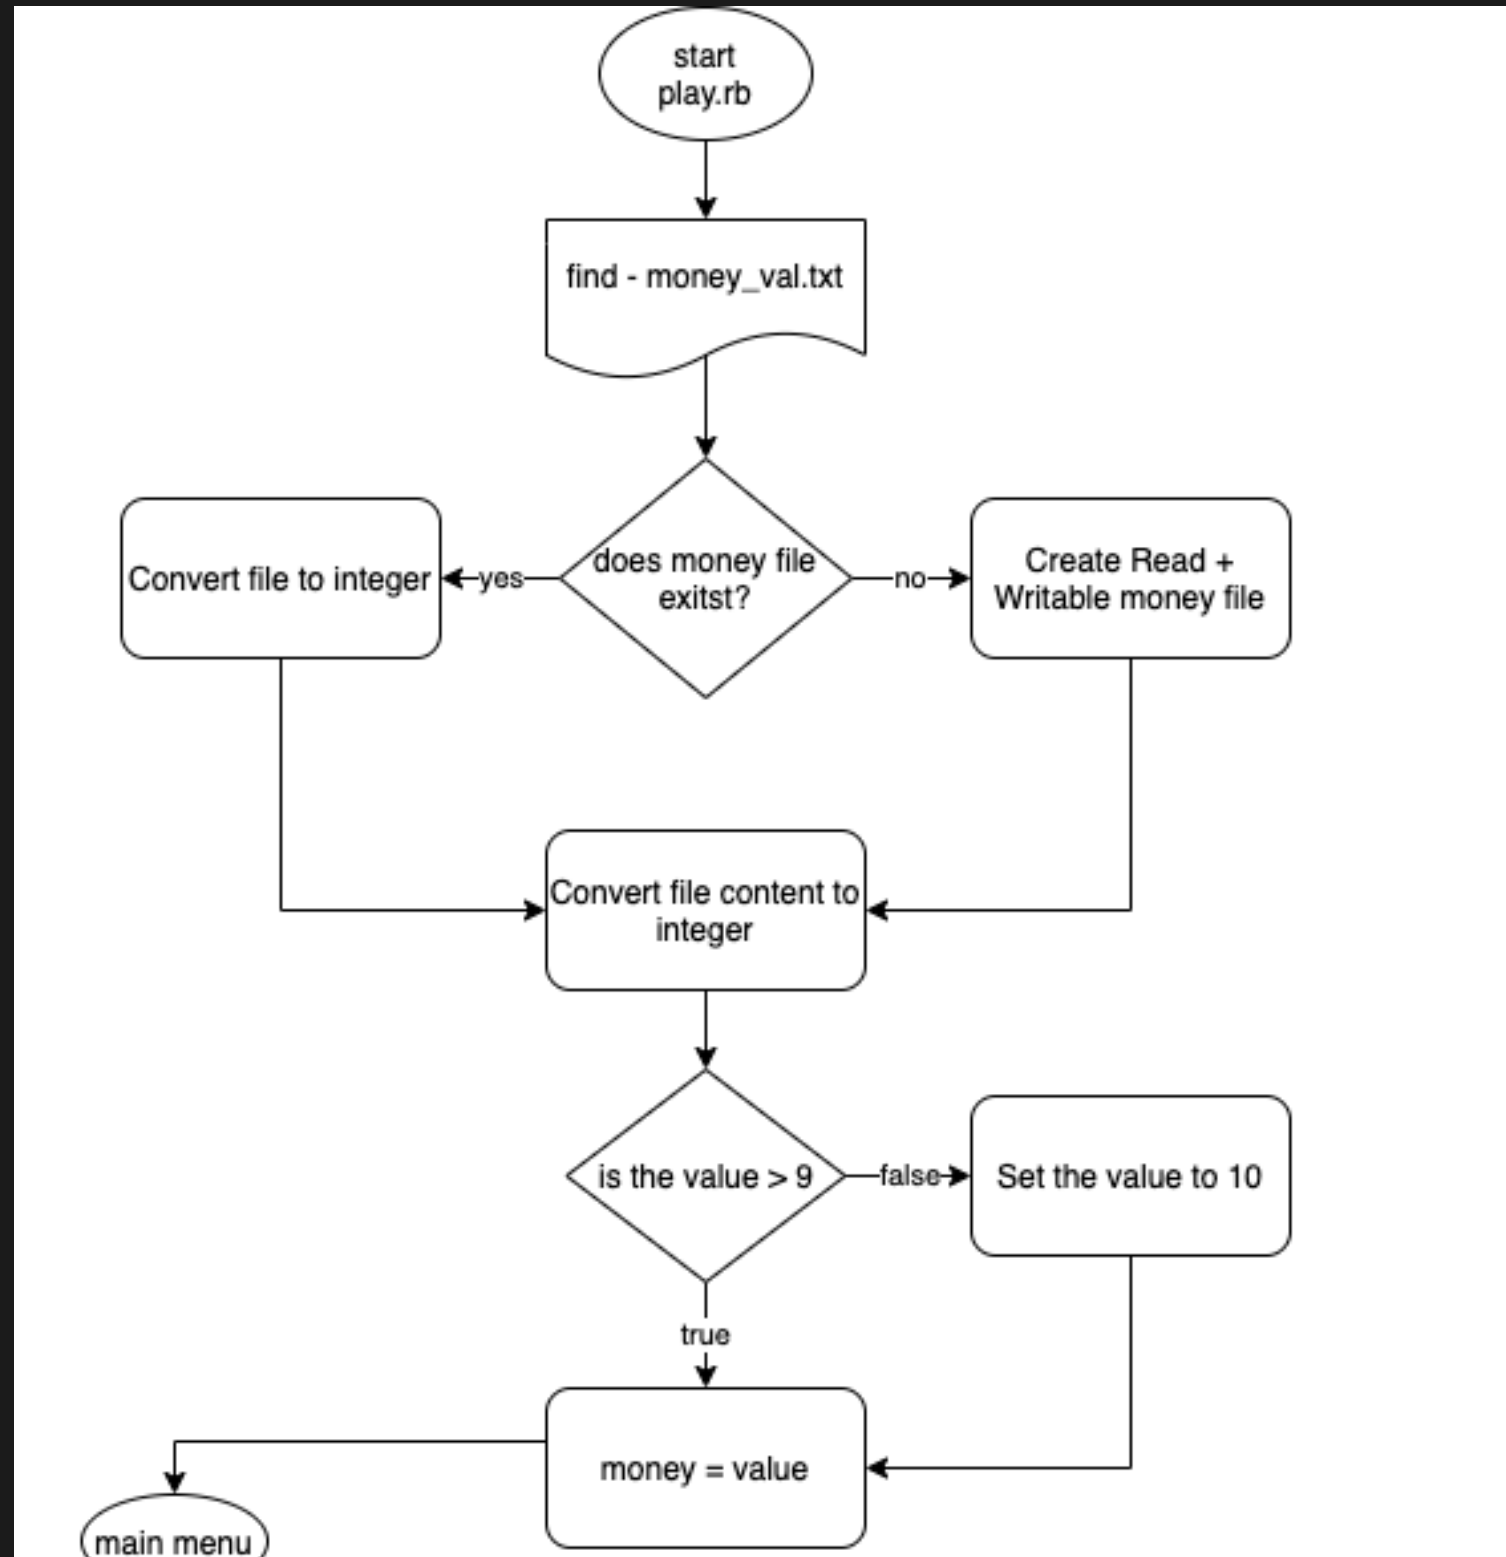 start
play.rb
find - money_val.txt
Convert file to integer
yes
does money file
exitst?
no
Create Read +
Writable money file
Convert file content to
integer
is the value > 9
false
Set the value to 10
true
money = value
main menu